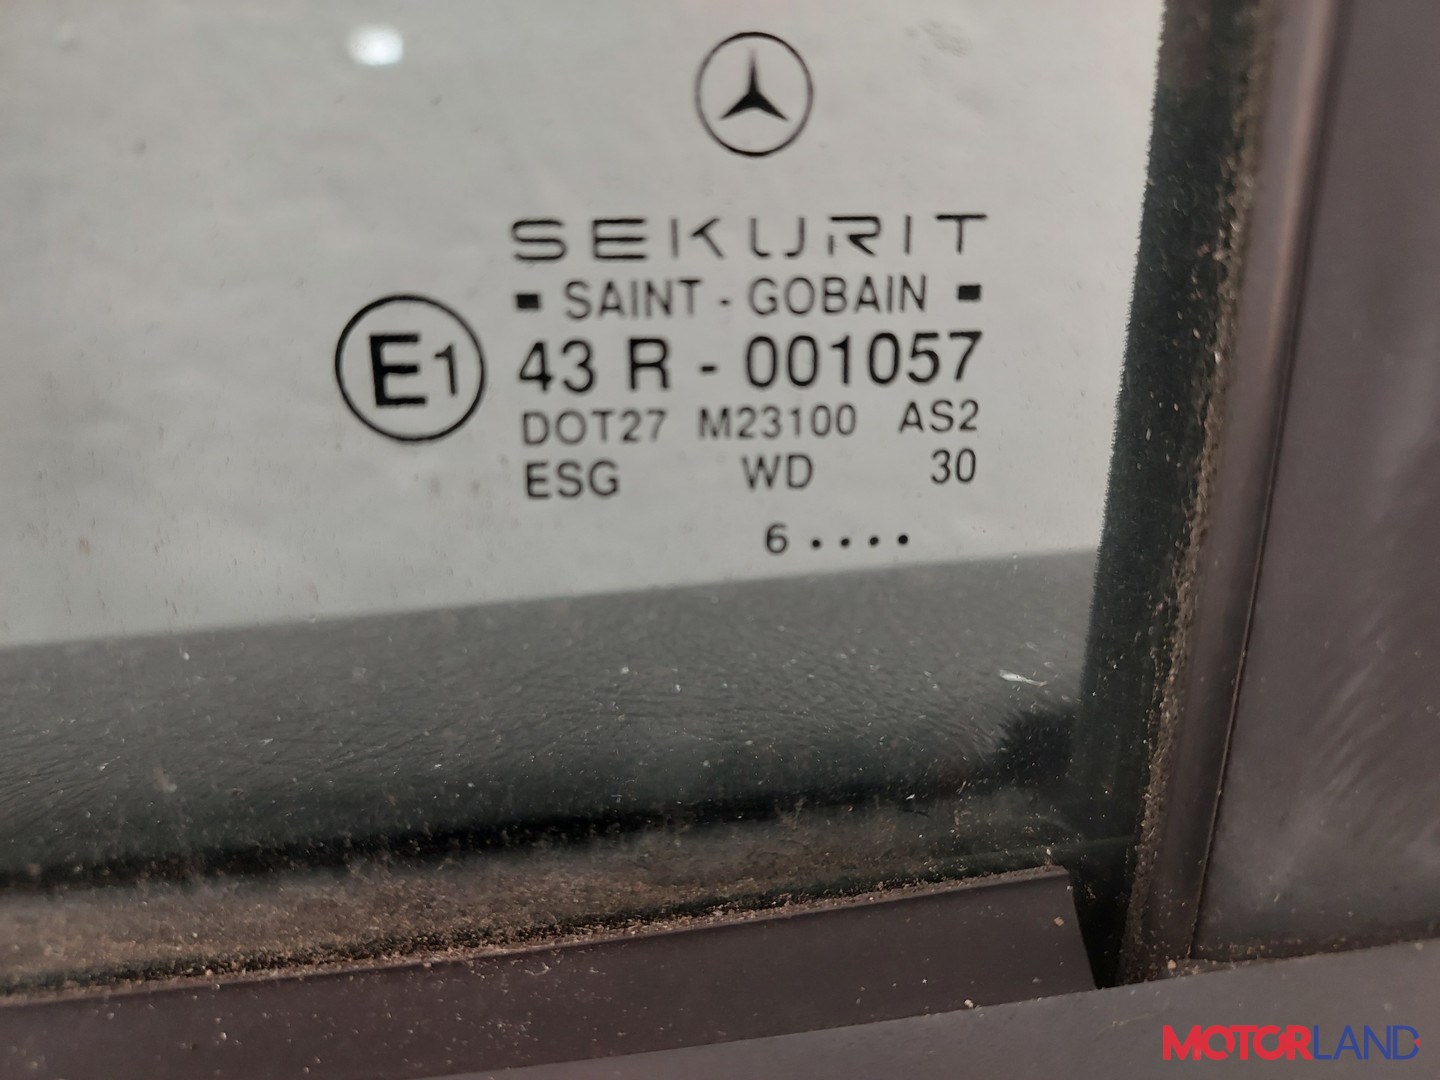 SEKURIT
SAINT - GOBAIN
E1 43 R - 001057
DOT27 M23100 AS2
ESG WD 30
6 ....
MOTORLAND